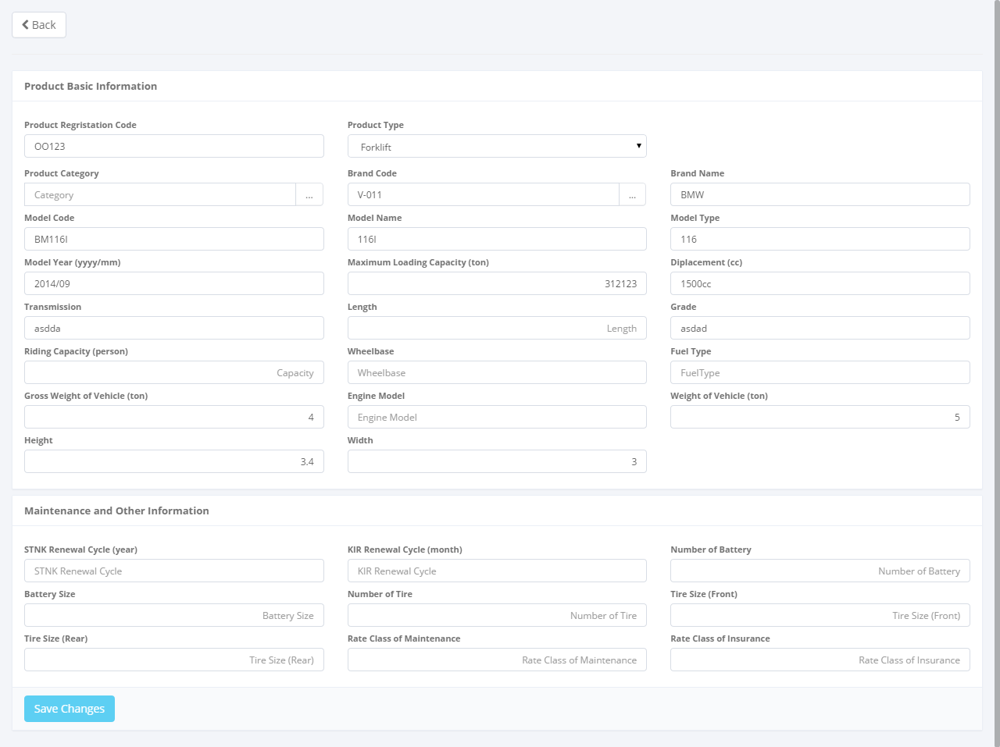 Back
Product Basic Information
Product Regristation Code Product Type
OO123 Forklift
Product Category Brand Code Brand Name
Category ... V-011 ... BMW
Model Code Model Name Model Type
BM116I 116I 116
Model Year (yyyy/mm) Maximum Loading Capacity (ton) Diplacement (cc)
2014/09 312123 1500cc
Transmission Length Grade
asdda Length asdad
Riding Capacity (person) Wheelbase Fuel Type
Capacity Wheelbase FuelType
Gross Weight of Vehicle (ton) Engine Model Weight of Vehicle (ton)
4 Engine Model 5
Height Width
3.4 3
Maintenance and Other Information
STNK Renewal Cycle (year) KIR Renewal Cycle (month) Number of Battery
STNK Renewal Cycle KIR Renewal Cycle Number of Battery
Battery Size Number of Tire Tire Size (Front)
Battery Size Number of Tire Tire Size (Front)
Tire Size (Rear) Rate Class of Maintenance Rate Class of Insurance
Tire Size (Rear) Rate Class of Maintenance Rate Class of Insurance
Save Changes